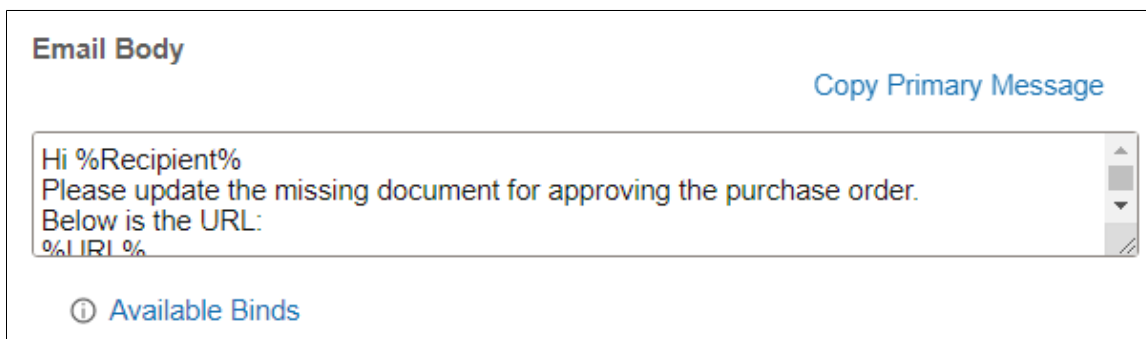 Email Body
Copy Primary Message
Hi %Recipient%
Please update the missing document for approving the purchase order.
Below is the URL:
%URL%
Available Binds